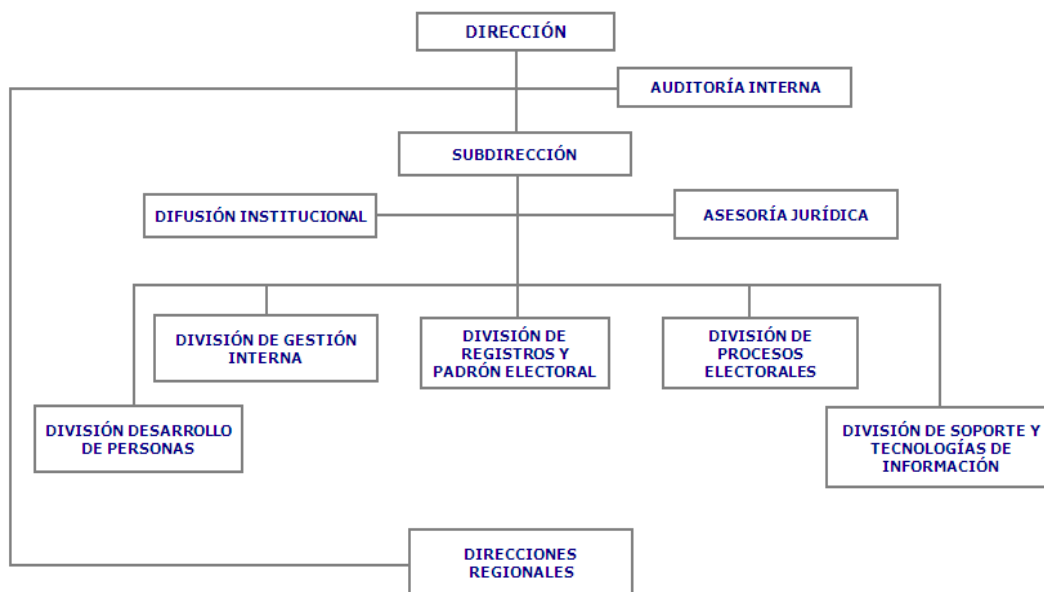 DIRECCIÓN
AUDITORÍA INTERNA
SUBDIRECCIÓN
DIFUSIÓN INSTITUCIONAL
ASESORÍA JURÍDICA
DIVISIÓN DE GESTIÓN
INTERNA
DIVISIÓN DE
REGISTROS Y
PADRÓN ELECTORAL
DIVISIÓN DE
PROCESOS
ELECTORALES
DIVISIÓN DESARROLLO
DE PERSONAS
DIVISIÓN DE SOPORTE Y
TECNOLOGÍAS DE
INFORMACIÓN
DIRECCIONES
REGIONALES